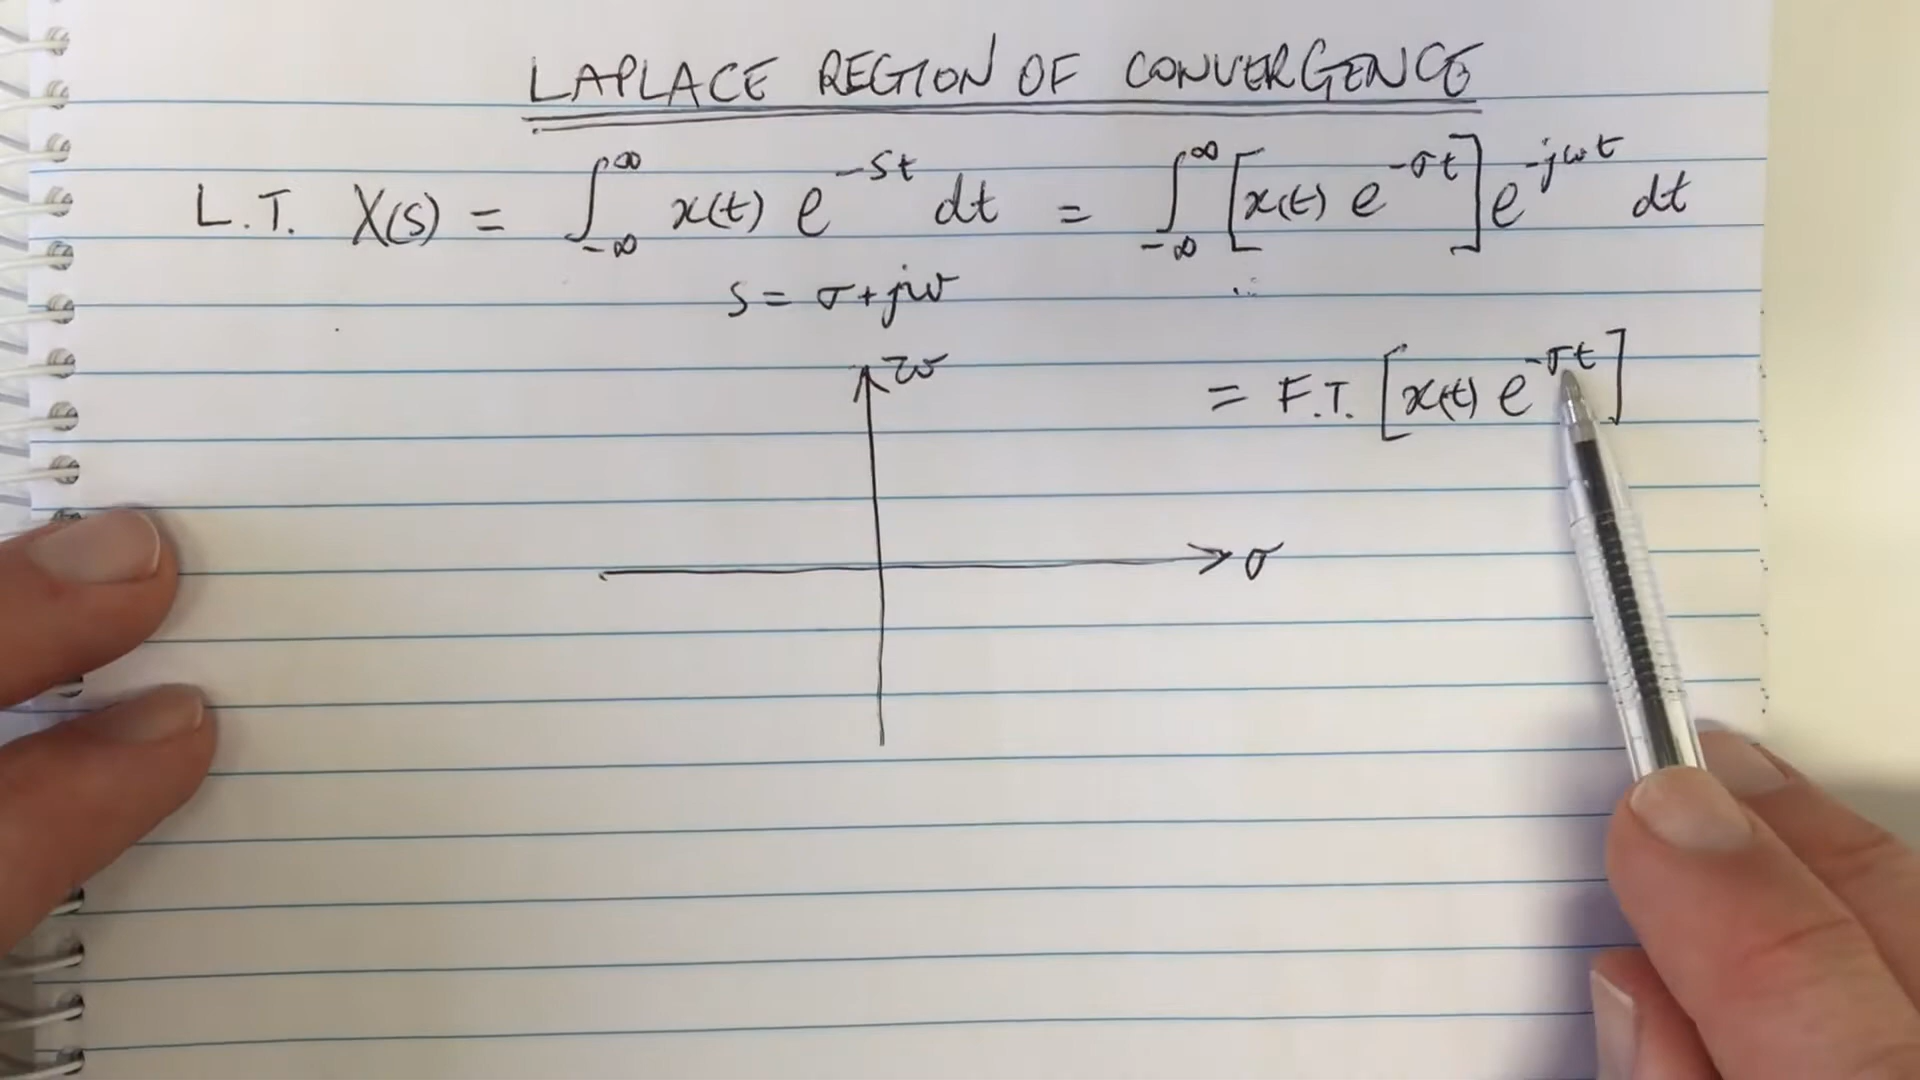 LAPLACE REGION OF CONVERGENCE
L.T. X(s) = ∫_{-∞}^{∞} x(t) e^{-st} dt = ∫_{-∞}^{∞} [x(t) e^{-σt}] e^{-jωt} dt
s = σ + jω
ω
= F.T. [x(t) e^{-σt}]
σ